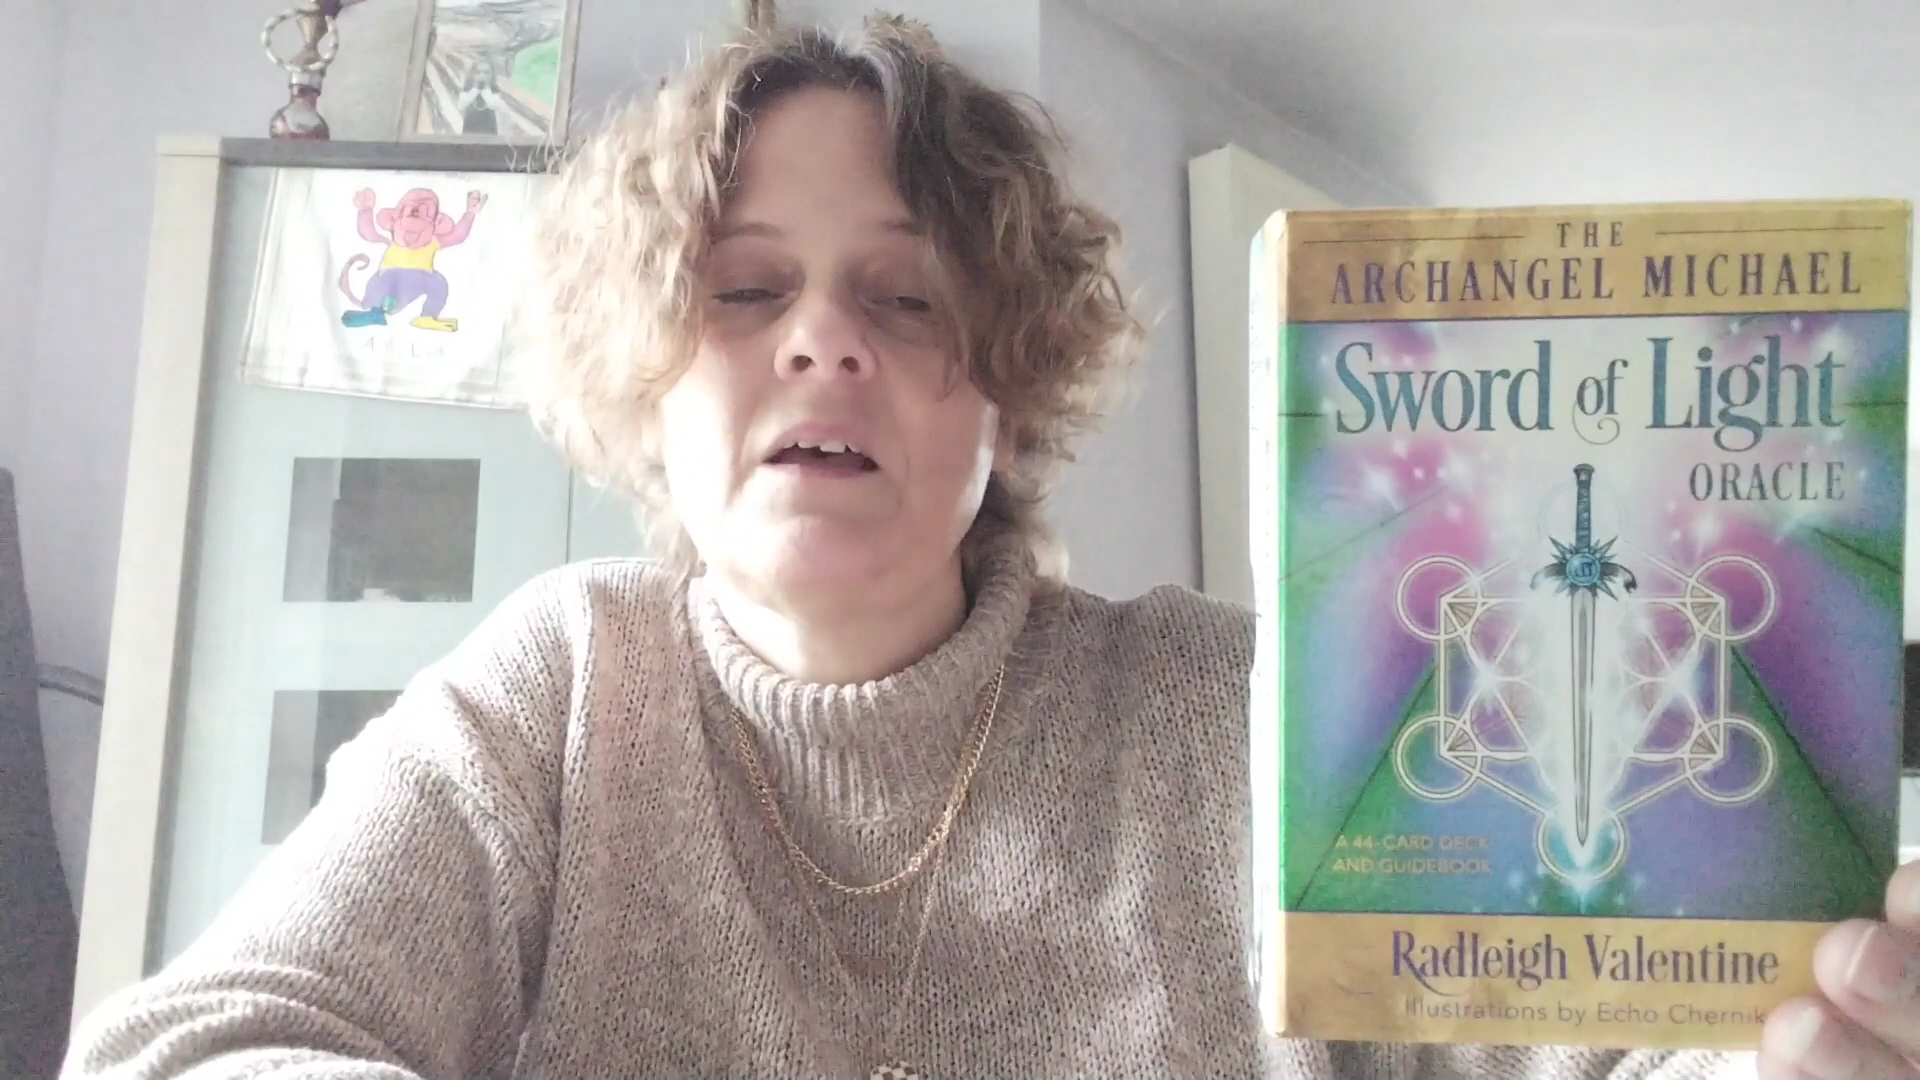 THE
ARCHANGEL MICHAEL
Sword of Light
ORACLE
A 44-CARD DECK
AND GUIDEBOOK
Radleigh Valentine
Illustrations by Echo Chernik